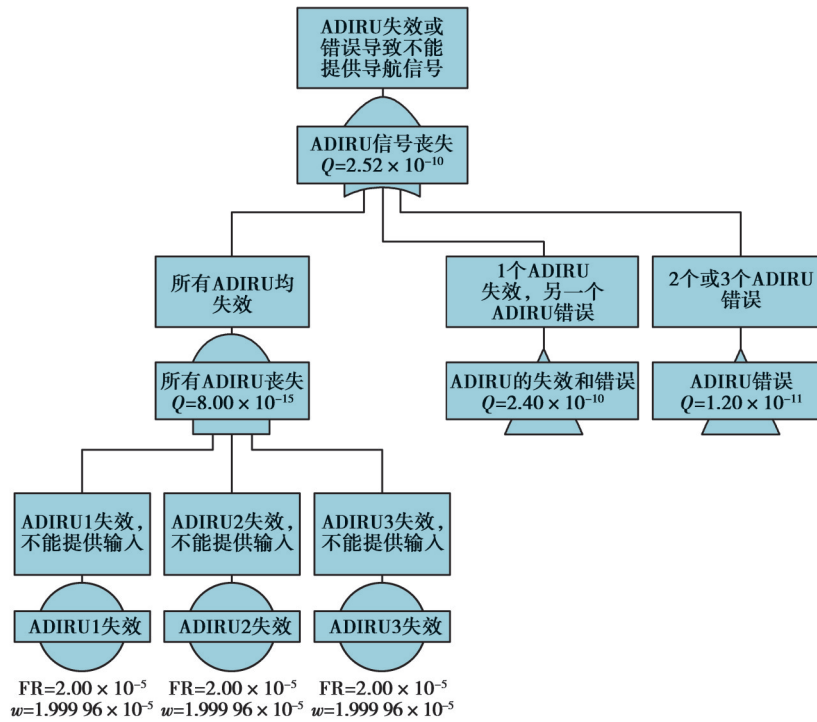 ADIRU失效或
错误导致不能
提供导航信号
ADIRU信号丧失
Q=2.52 × 10⁻¹⁰
所有ADIRU均
失效
1个ADIRU
失效，另一个
ADIRU错误
2个或3个ADIRU
错误
所有ADIRU丧失
Q=8.00 × 10⁻¹⁵
ADIRU的失效和错误
Q=2.40 × 10⁻¹⁰
ADIRU错误
Q=1.20 × 10⁻¹¹
ADIRU1失效，
不能提供输入
ADIRU2失效，
不能提供输入
ADIRU3失效，
不能提供输入
ADIRU1失效
ADIRU2失效
ADIRU3失效
FR=2.00 × 10⁻⁵
w=1.999 96 × 10⁻⁵
FR=2.00 × 10⁻⁵
w=1.999 96 × 10⁻⁵
FR=2.00 × 10⁻⁵
w=1.999 96 × 10⁻⁵